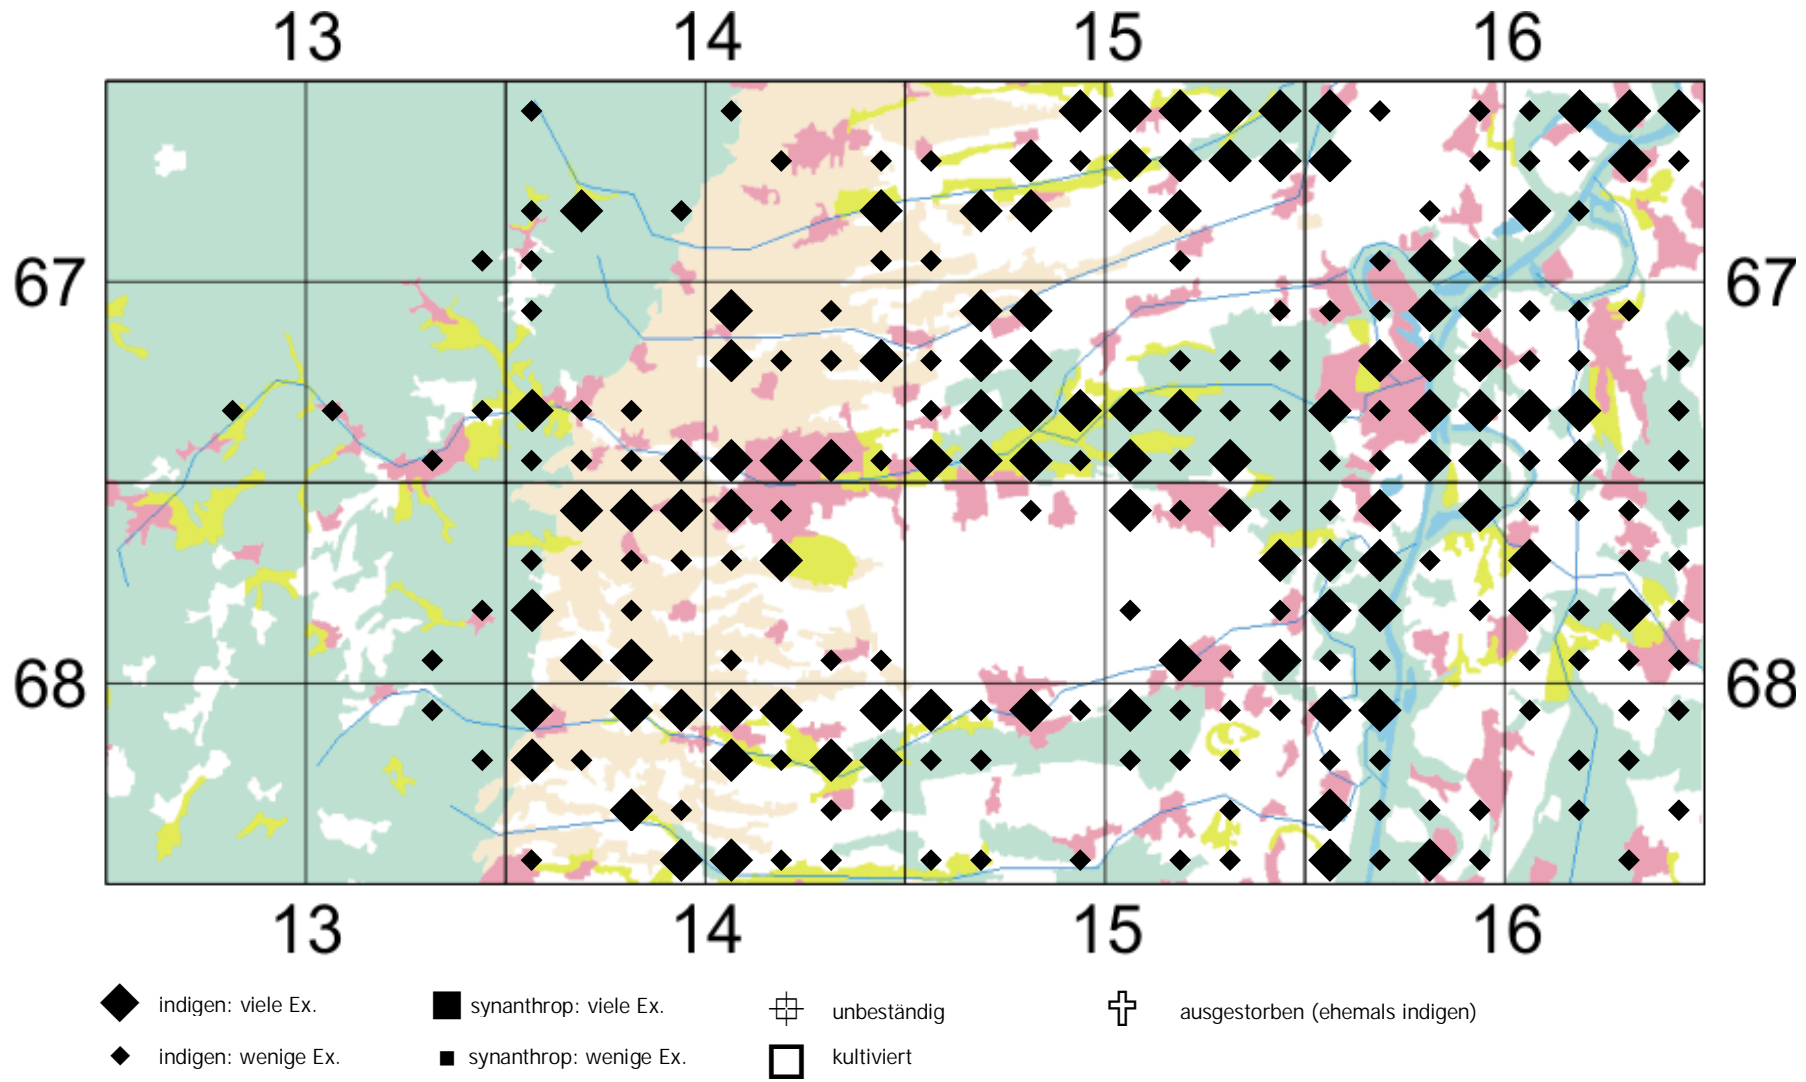 13 14 15 16
67 67
68 68
13 14 15 16
indigen: viele Ex. synanthrop: viele Ex. unbeständig ausgestorben (ehemals indigen)
indigen: wenige Ex. synanthrop: wenige Ex. kultiviert